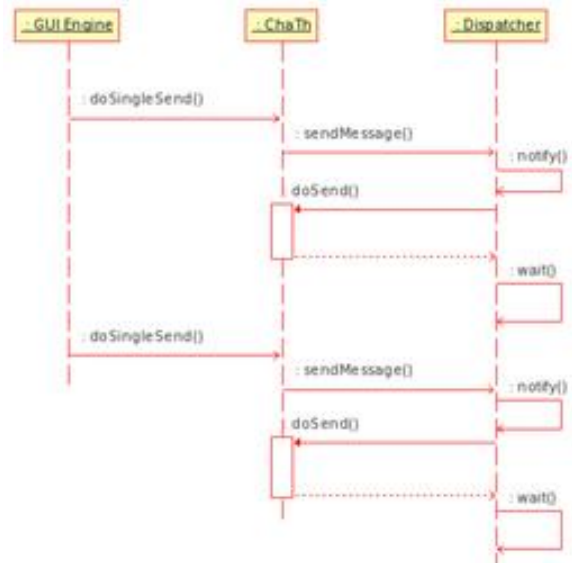 : GUI Engine
: ChaTh
: Dispatcher
: doSingleSend()
: sendMessage()
: notify()
doSend()
: wait()
: doSingleSend()
: sendMessage()
: notify()
doSend()
: wait()